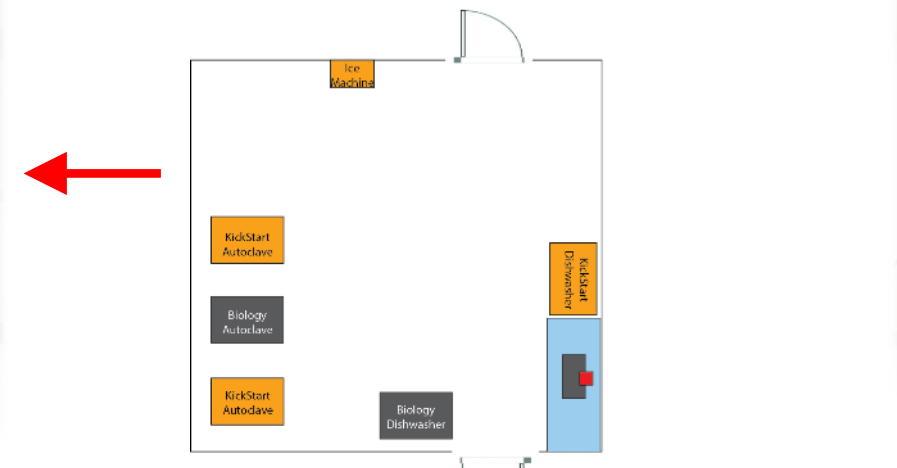 Ice
Machine
KickStart
Autoclave
KickStart
Dishwasher
Biology
Autoclave
KickStart
Autoclave
Biology
Dishwasher